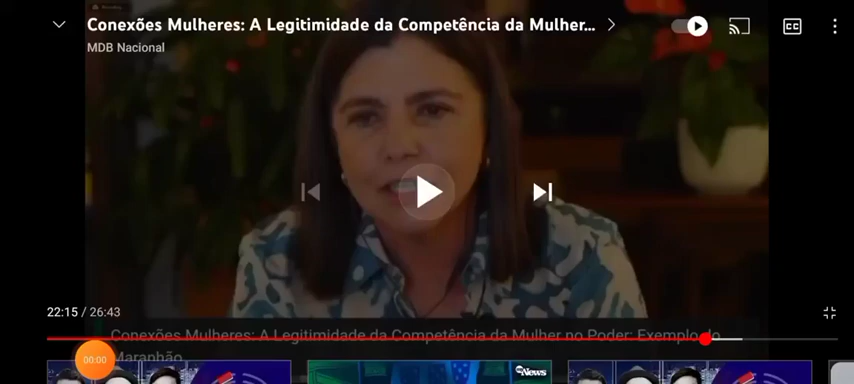 Conexões Mulheres: A Legitimidade da Competência da Mulher...
MDB Nacional
CC
22:15 / 26:43
Conexões Mulheres: A Legitimidade da Competência da Mulher no Poder: Exemplo do
Maranhão
00:00
News